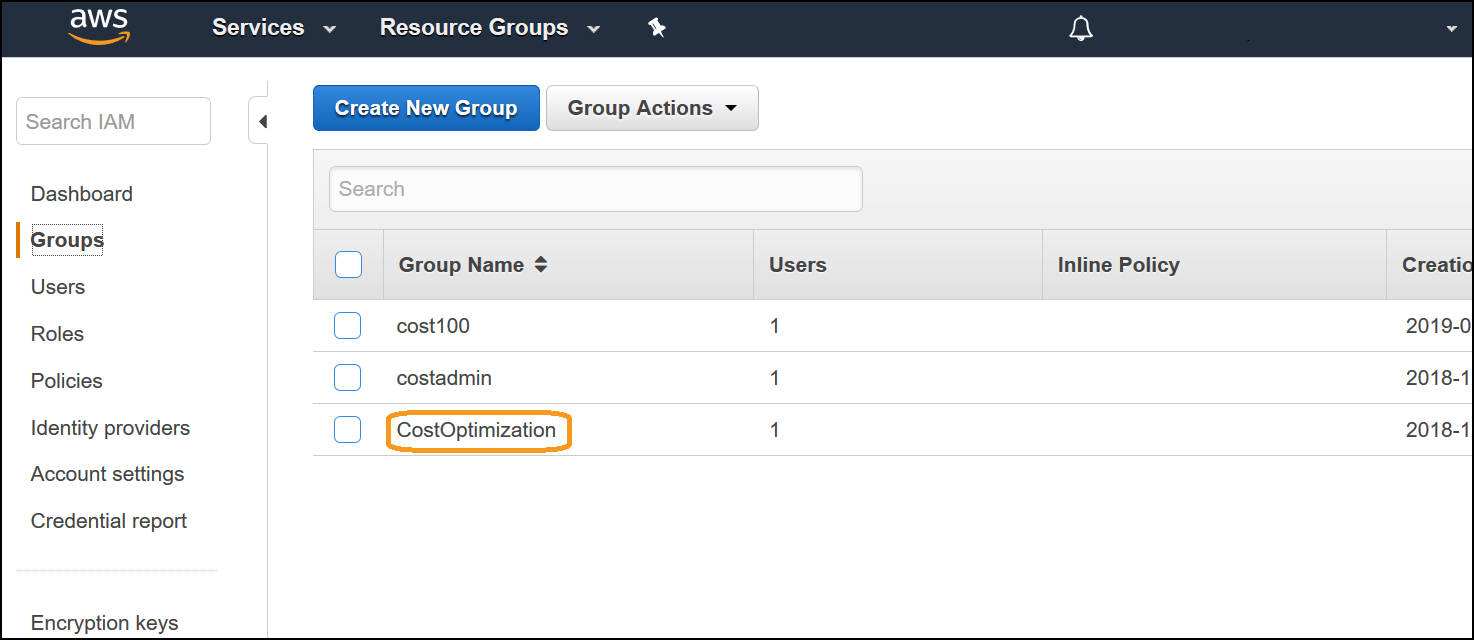 aws Services Resource Groups
Search IAM
Dashboard
Groups
Users
Roles
Policies
Identity providers
Account settings
Credential report
Encryption keys
Create New Group Group Actions
Search
Group Name Users Inline Policy Creatio
cost100 1 2019-0
costadmin 1 2018-1
CostOptimization 1 2018-1